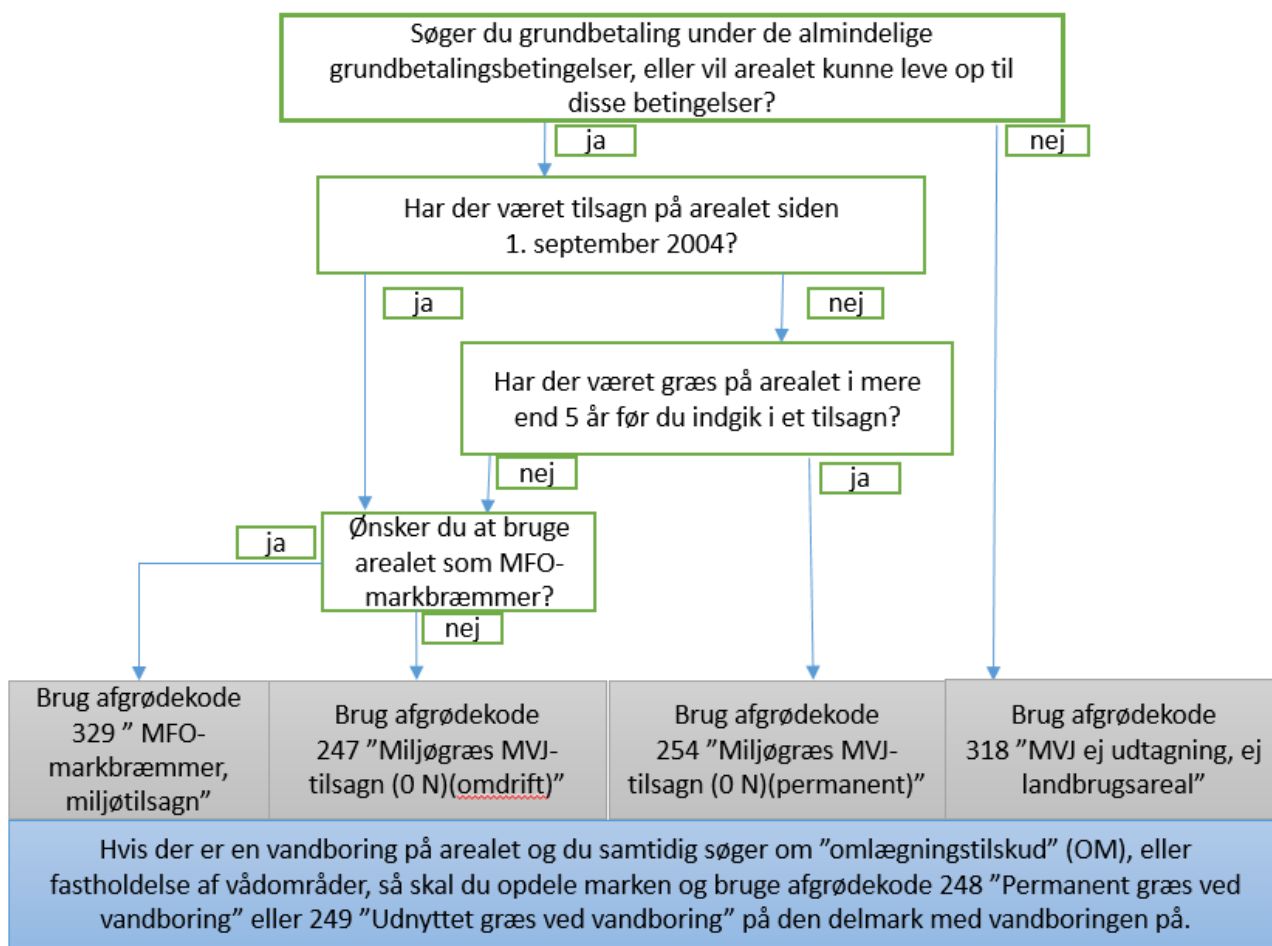 Søger du grundbetaling under de almindelige
grundbetalingsbetingelser, eller vil arealet kunne leve op til
disse betingelser?
ja
nej
Har der været tilsagn på arealet siden
1. september 2004?
ja
nej
Har der været græs på arealet i mere
end 5 år før du indgik i et tilsagn?
nej
ja
Ønsker du at bruge
arealet som MFO-
markbræmmer?
ja
nej
Brug afgrødekode
329 ” MFO-
markbræmmer,
miljøtilsagn”
Brug afgrødekode
247 ”Miljøgræs MVJ-
tilsagn (0 N)(omdrift)”
Brug afgrødekode
254 ”Miljøgræs MVJ-
tilsagn (0 N)(permanent)”
Brug afgrødekode
318 ”MVJ ej udtagning, ej
landbrugsareal”
Hvis der er en vandboring på arealet og du samtidig søger om ”omlægningstilskud” (OM), eller
fastholdelse af vådområder, så skal du opdele marken og bruge afgrødekode 248 ”Permanent græs ved
vandboring” eller 249 ”Udnyttet græs ved vandboring” på den delmark med vandboringen på.